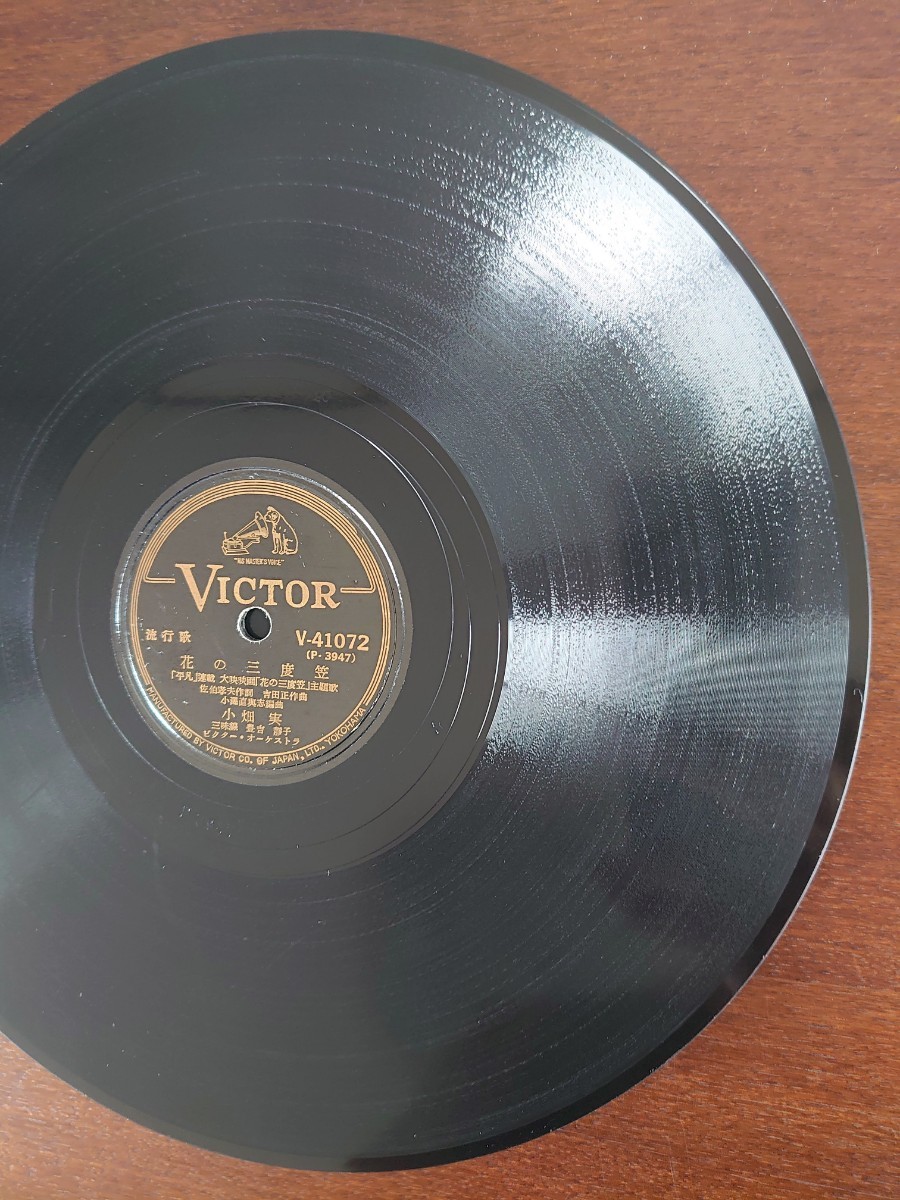 "HIS MASTER'S VOICE"
VICTOR
流行歌
V-41072
(P-3947)
花の三度笠
「平凡」連載 大映映画「花の三度笠」主題歌
佐伯孝夫作詞 吉田正作曲
小沢直与志編曲
小畑 実
三味線 豊吉 静子
ビクター・オーケストラ
MANUFACTURED BY VICTOR CO. OF JAPAN, LTD., YOKOHAMA